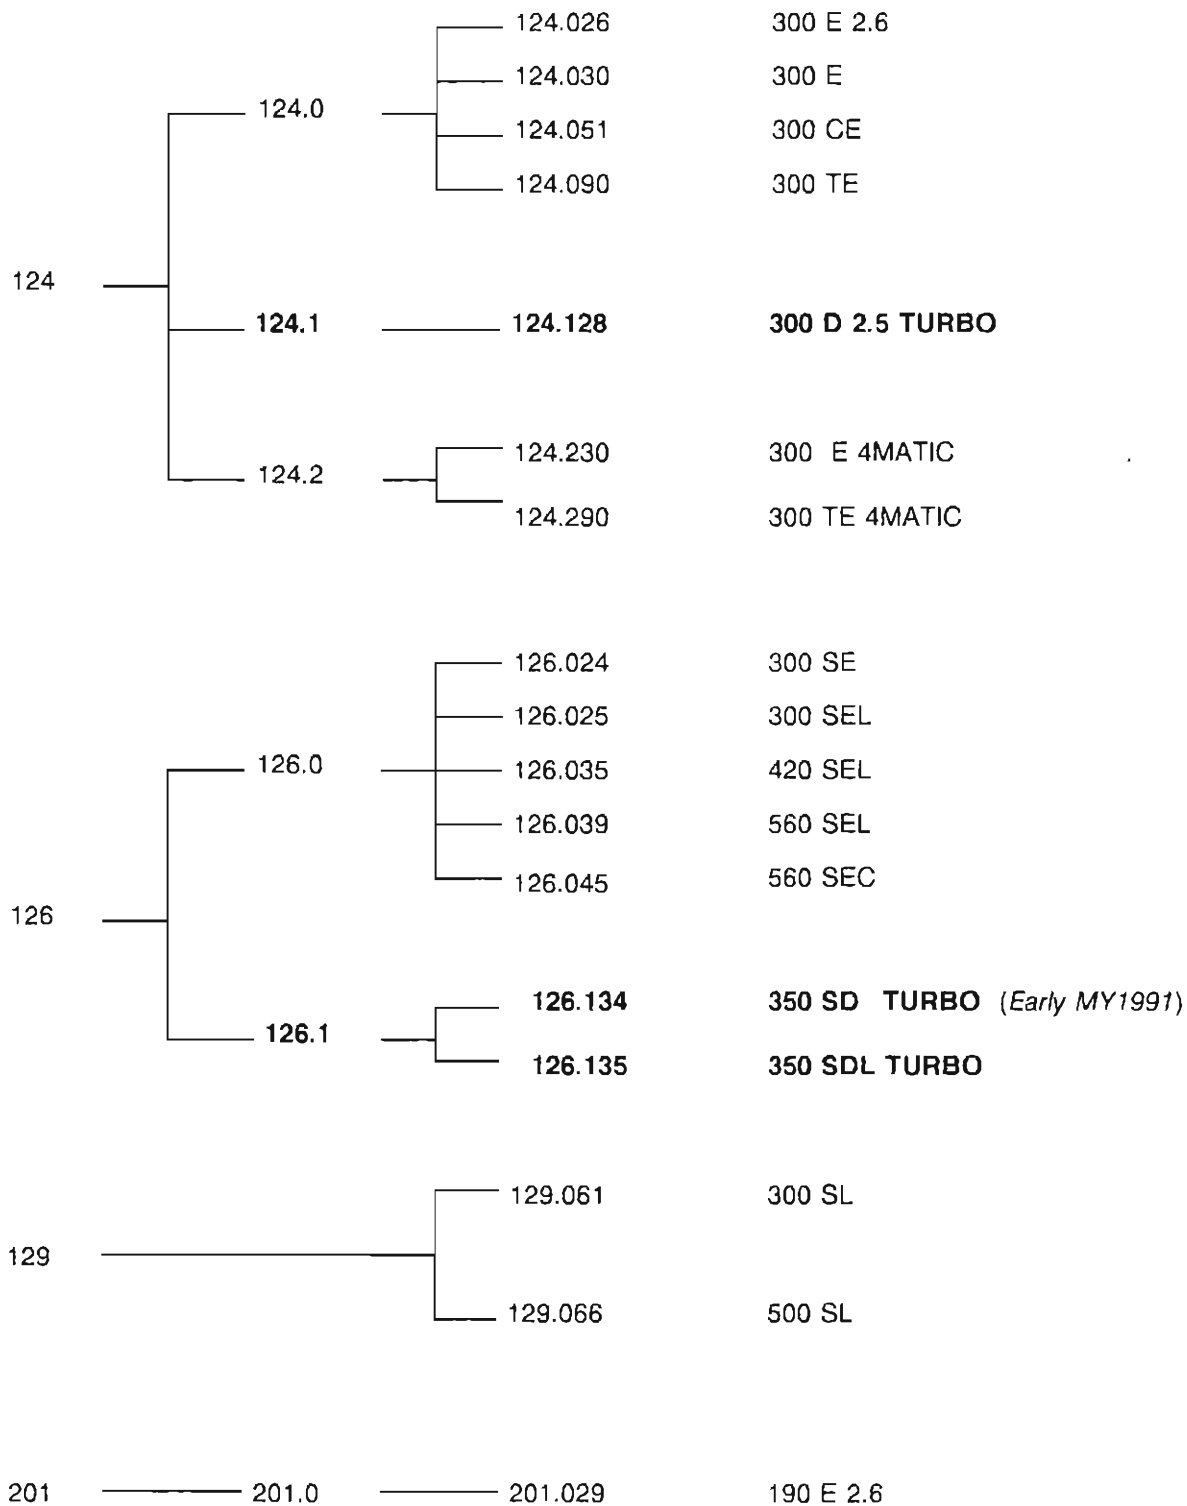 124.026 300 E 2.6
124.030 300 E
124.0 124.051 300 CE
124.090 300 TE
124
124.1 124.128 300 D 2.5 TURBO
124.230 300 E 4MATIC
124.2
124.290 300 TE 4MATIC
126.024 300 SE
126.025 300 SEL
126.0 126.035 420 SEL
126.039 560 SEL
126.045 560 SEC
126
126.134 350 SD TURBO (Early MY1991)
126.1
126.135 350 SDL TURBO
129.061 300 SL
129
129.066 500 SL
201 201.0 201.029 190 E 2.6